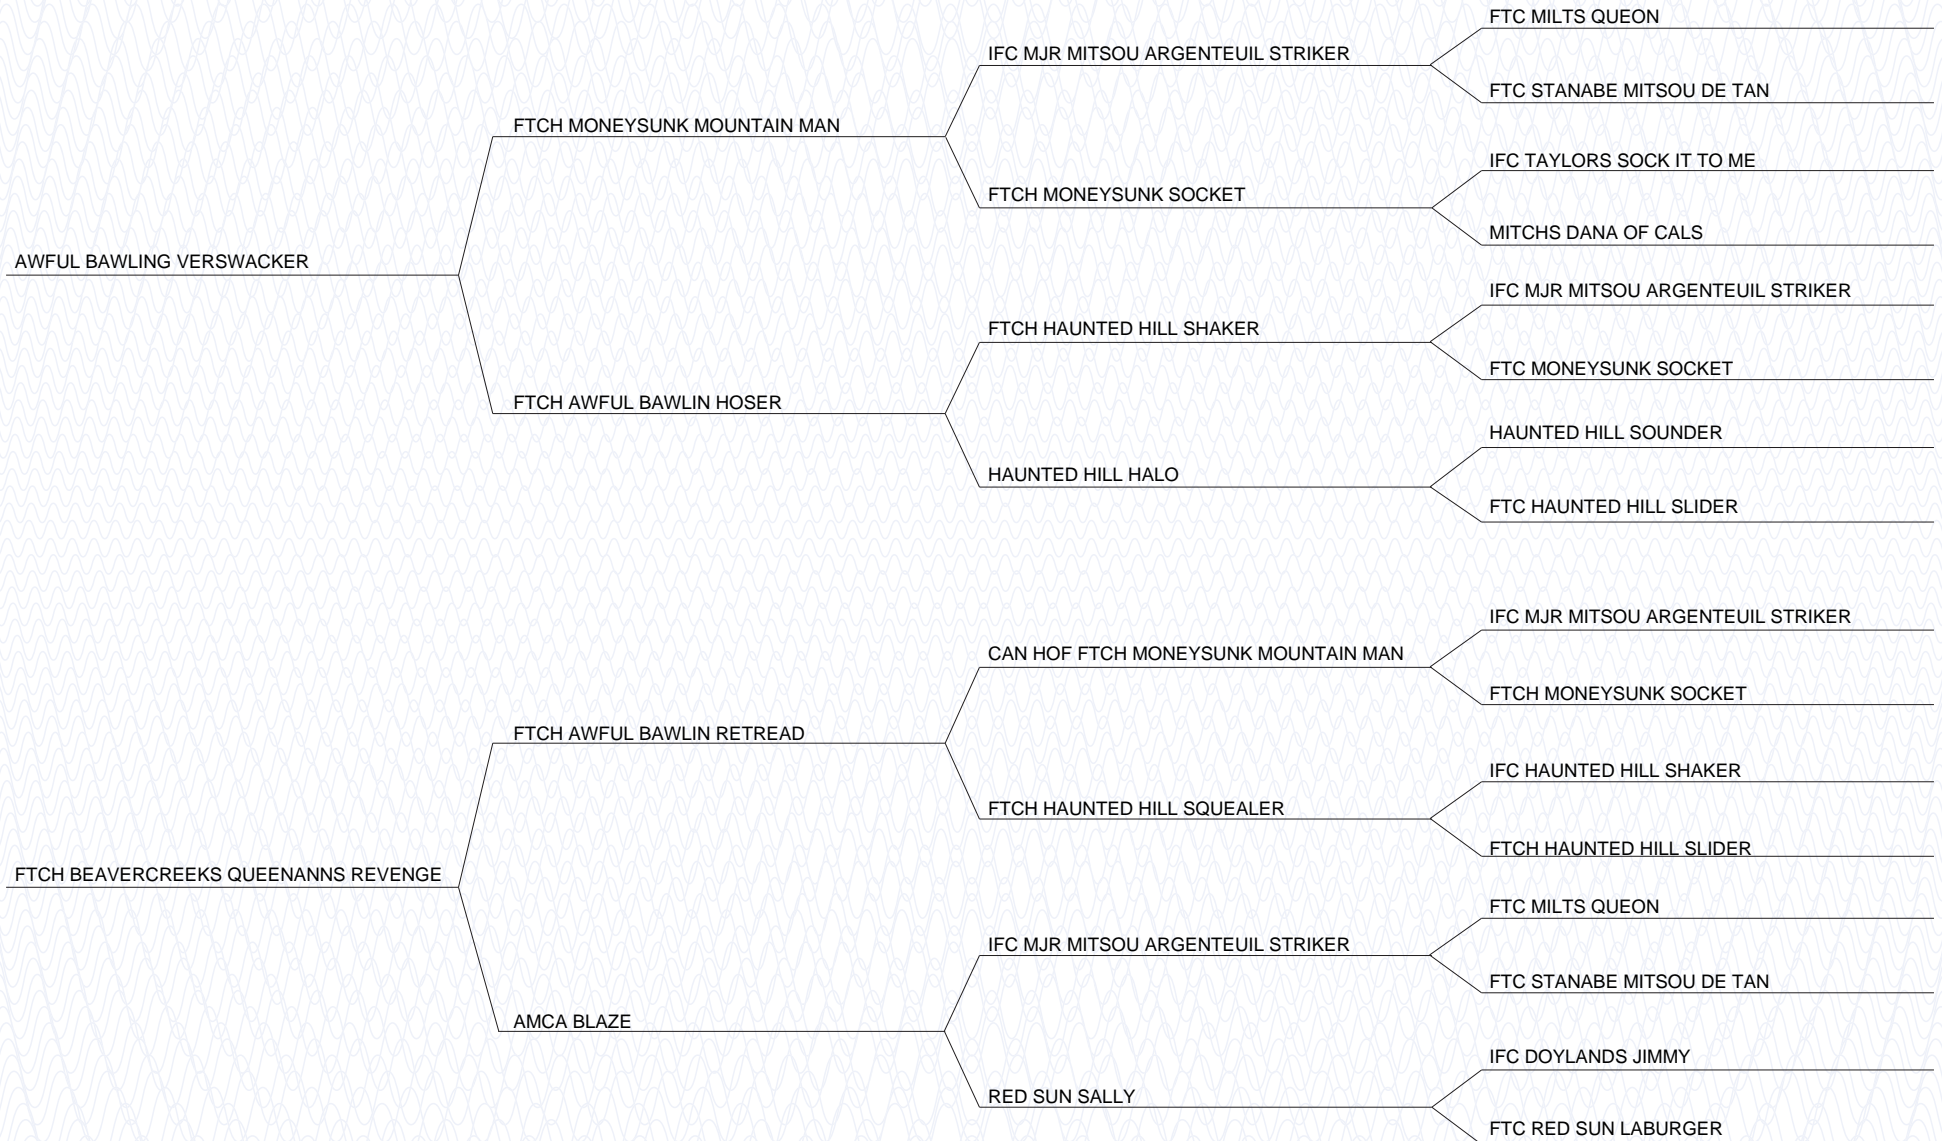 FTC MILTS QUEON
IFC MJR MITSOU ARGENTEUIL STRIKER
FTC STANABE MITSOU DE TAN
FTCH MONEYSUNK MOUNTAIN MAN
IFC TAYLORS SOCK IT TO ME
FTCH MONEYSUNK SOCKET
MITCHS DANA OF CALS
AWFUL BAWLING VERSWACKER
IFC MJR MITSOU ARGENTEUIL STRIKER
FTCH HAUNTED HILL SHAKER
FTC MONEYSUNK SOCKET
FTCH AWFUL BAWLIN HOSER
HAUNTED HILL SOUNDER
HAUNTED HILL HALO
FTC HAUNTED HILL SLIDER
IFC MJR MITSOU ARGENTEUIL STRIKER
CAN HOF FTCH MONEYSUNK MOUNTAIN MAN
FTCH MONEYSUNK SOCKET
FTCH AWFUL BAWLIN RETREAD
IFC HAUNTED HILL SHAKER
FTCH HAUNTED HILL SQUEALER
FTCH HAUNTED HILL SLIDER
FTCH BEAVERCREEKS QUEENANNS REVENGE
FTC MILTS QUEON
IFC MJR MITSOU ARGENTEUIL STRIKER
FTC STANABE MITSOU DE TAN
AMCA BLAZE
IFC DOYLANDS JIMMY
RED SUN SALLY
FTC RED SUN LABURGER